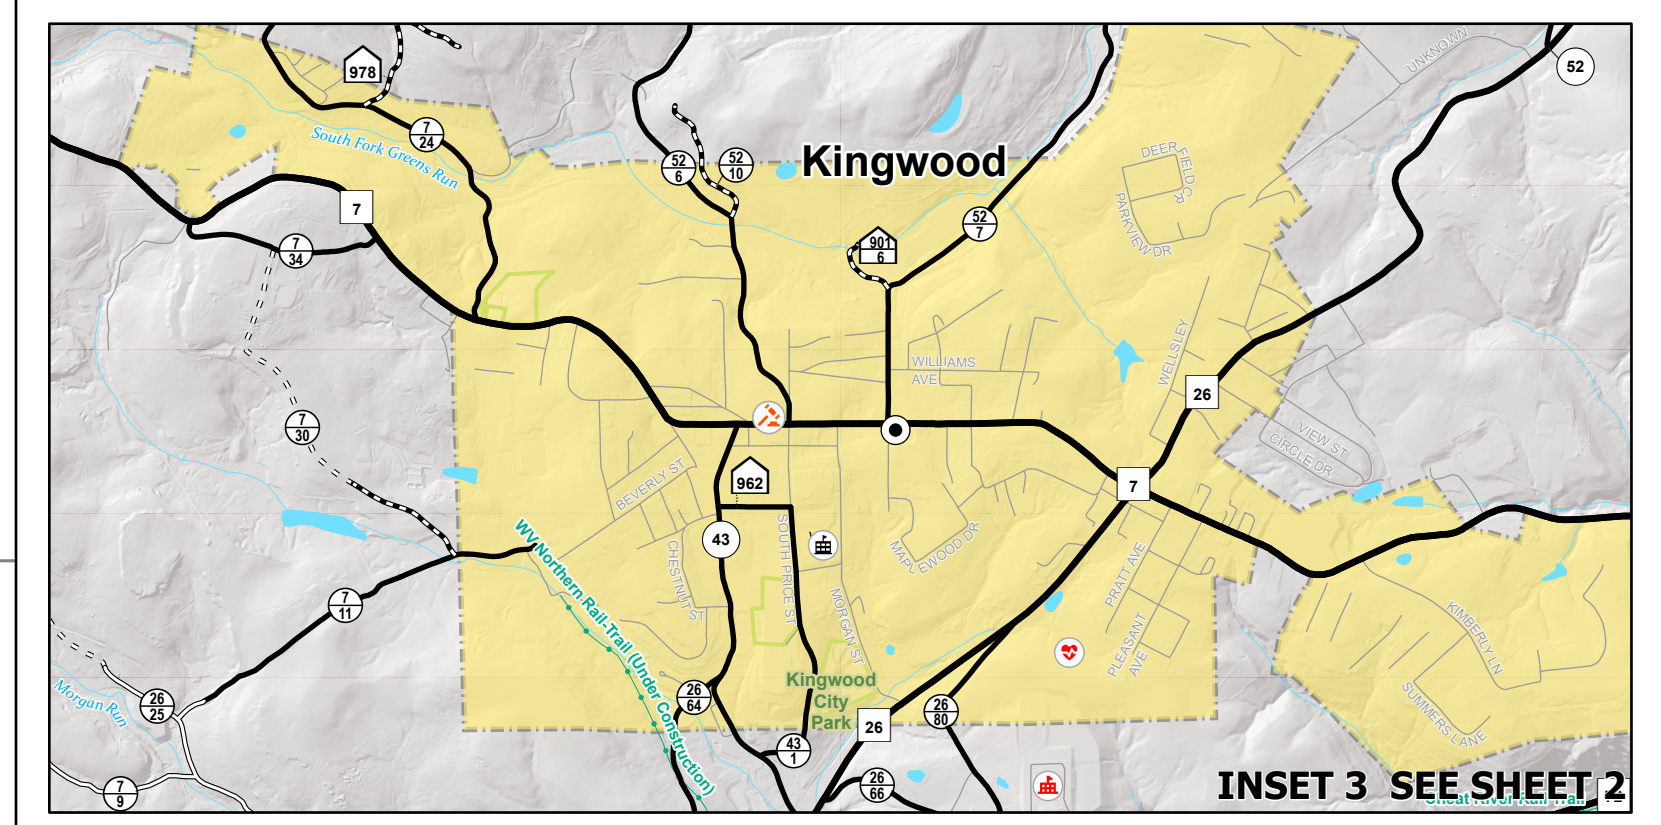 UNKNOWN
52
978
7
24
South Fork Greens Run
52
6
52
10
Kingwood
DEER
FIELD CR
PARKVIEW DR
7
52
7
901
6
7
34
WELLSLEY
WILLIAMS
AVE
26
7
30
VIEW ST
CIRCLE DR
BEVERLY ST
962
7
43
CHESTNUT ST
SOUTH PRICE ST
MORGAN ST
MAPLEWOOD DR
PRATT AVE
PLEASANT
AVE
KIMBERLY LN
SUMMERS LANE
WV Northern Rail-Trail (Under Construction)
7
11
Morgan Run
26
25
26
64
Kingwood
City
Park
26
26
80
43
1
26
66
7
9
INSET 3 SEE SHEET 2
Cheat River Rail Trail